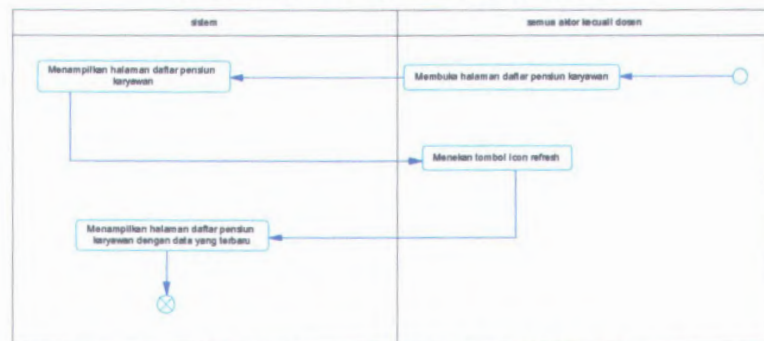 sistem
semua aktor kecuali dosen
Menampilkan halaman daftar pensiun
karyawan
Membuka halaman daftar pensiun karyawan
Menekan tombol icon refresh
Menampilkan halaman daftar pensiun
karyawan dengan data yang terbaru